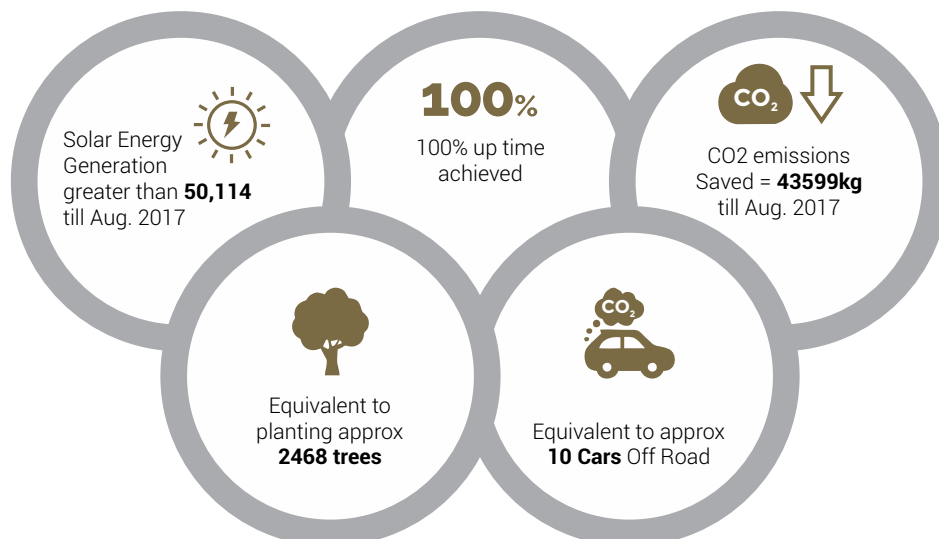 Solar Energy
Generation
greater than 50,114
till Aug. 2017
100%
100% up time
achieved
CO2
CO2 emissions
Saved = 43599kg
till Aug. 2017
Equivalent to
planting approx
2468 trees
CO2
Equivalent to approx
10 Cars Off Road